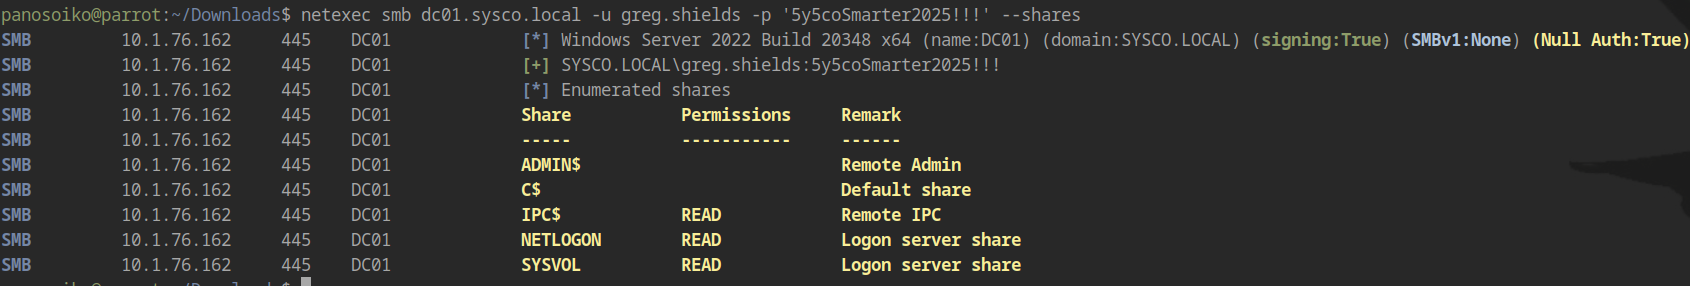 panosoiko@parrot:~/Downloads$ netexec smb dc01.sysco.local -u greg.shields -p '5y5coSmarter2025!!!' --shares
SMB 10.1.76.162 445 DC01 [*] Windows Server 2022 Build 20348 x64 (name:DC01) (domain:SYSCO.LOCAL) (signing:True) (SMBv1:None) (Null Auth:True)
SMB 10.1.76.162 445 DC01 [+] SYSCO.LOCAL\greg.shields:5y5coSmarter2025!!!
SMB 10.1.76.162 445 DC01 [*] Enumerated shares
SMB 10.1.76.162 445 DC01 Share Permissions Remark
SMB 10.1.76.162 445 DC01 ----- ----------- ------
SMB 10.1.76.162 445 DC01 ADMIN$ Remote Admin
SMB 10.1.76.162 445 DC01 C$ Default share
SMB 10.1.76.162 445 DC01 IPC$ READ Remote IPC
SMB 10.1.76.162 445 DC01 NETLOGON READ Logon server share
SMB 10.1.76.162 445 DC01 SYSVOL READ Logon server share